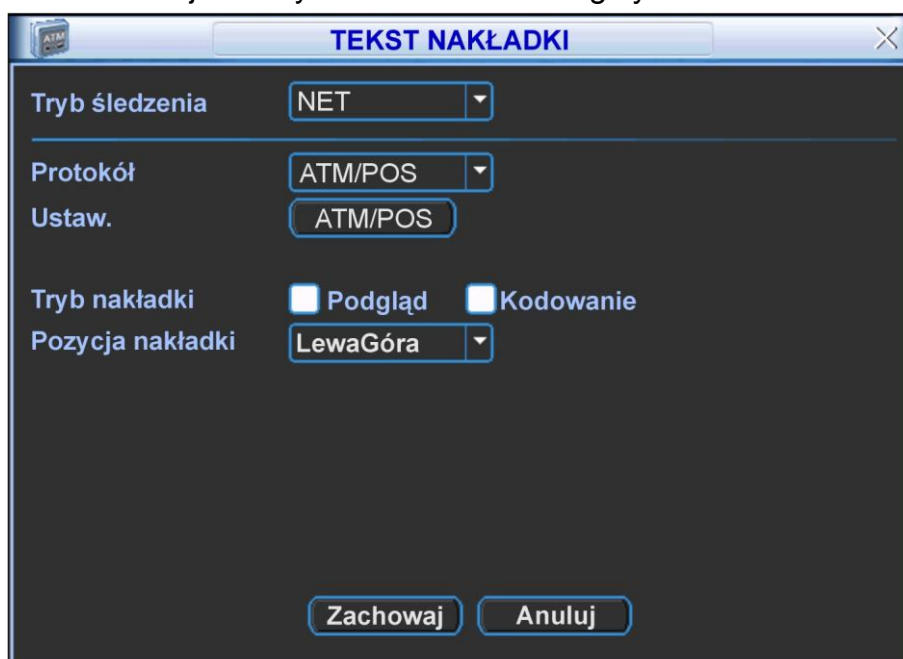 ATM
TEKST NAKŁADKI
Tryb śledzenia NET
Protokół ATM/POS
Ustaw. ATM/POS
Tryb nakładki Podgląd Kodowanie
Pozycja nakładki LewaGóra
Zachowaj Anuluj